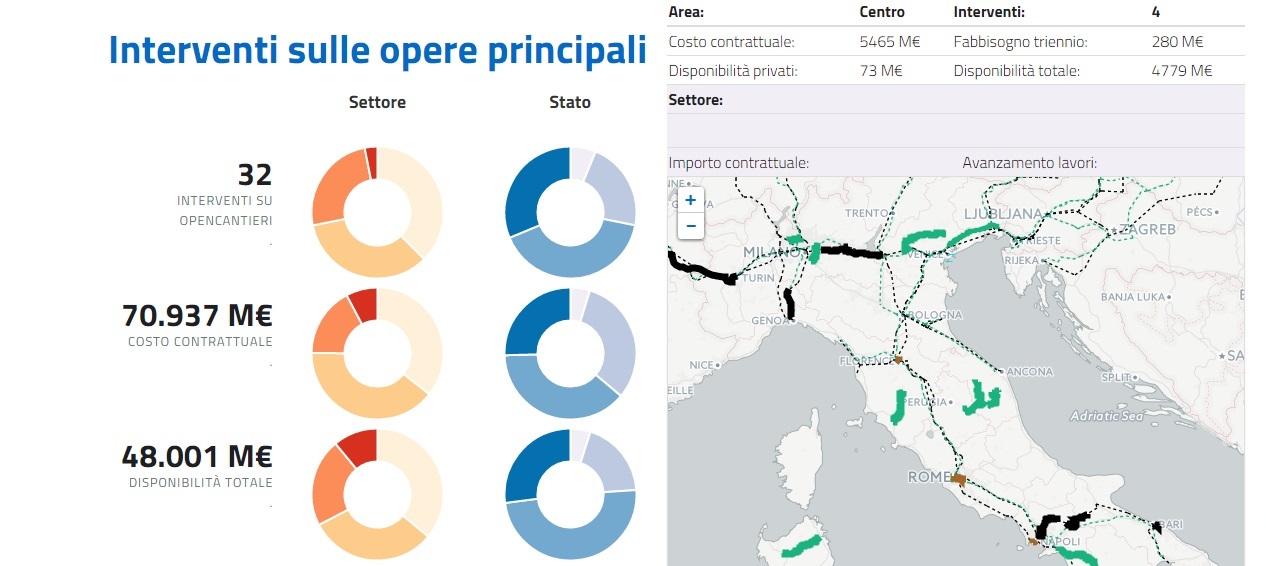 Interventi sulle opere principali
Settore
Stato
32
INTERVENTI SU
OPENCANTIERI
.
70.937 M€
COSTO CONTRATTUALE
.
48.001 M€
DISPONIBILITÀ TOTALE
.
Area: Centro Interventi: 4
Costo contrattuale: 5465 M€ Fabbisogno triennio: 280 M€
Disponibilità privati: 73 M€ Disponibilità totale: 4779 M€
Settore:
Importo contrattuale: Avanzamento lavori:
+
−
TRENTO
LJUBLJANA
PÉCS
ZAGREB
MILANO
VENICE
TRIESTE
RIJEKA
TURIN
BANJA LUKA
GENOA
BOLOGNA
NICE
FLORENCE
ANCONA
SPLIT
SA
EILLE
PERUGIA
Adriatic Sea
ROME
BARI
NAPOLI